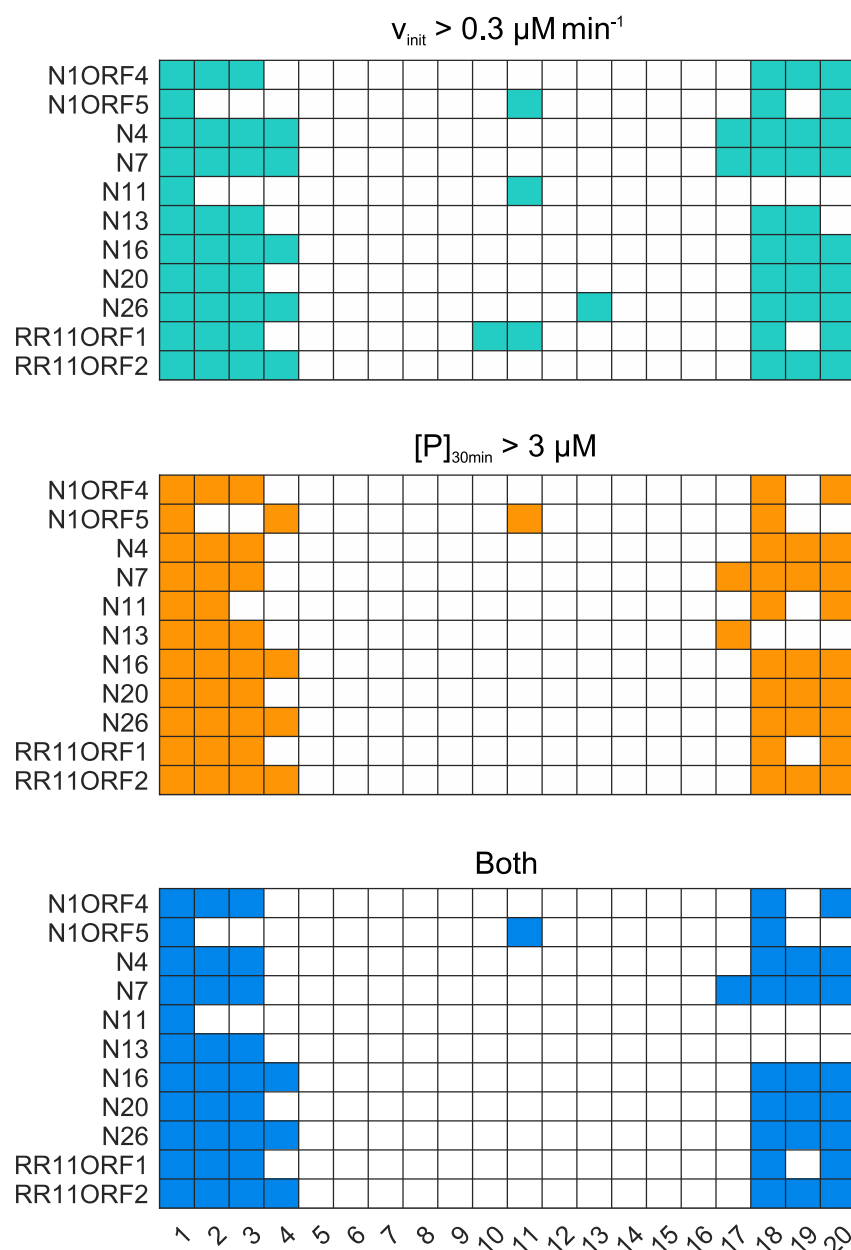 v_init > 0.3 µM min⁻¹
N1ORF4
N1ORF5
N4
N7
N11
N13
N16
N20
N26
RR11ORF1
RR11ORF2
[P]_30min > 3 µM
N1ORF4
N1ORF5
N4
N7
N11
N13
N16
N20
N26
RR11ORF1
RR11ORF2
Both
N1ORF4
N1ORF5
N4
N7
N11
N13
N16
N20
N26
RR11ORF1
RR11ORF2
1 2 3 4 5 6 7 8 9 10 11 12 13 14 15 16 17 18 19 20